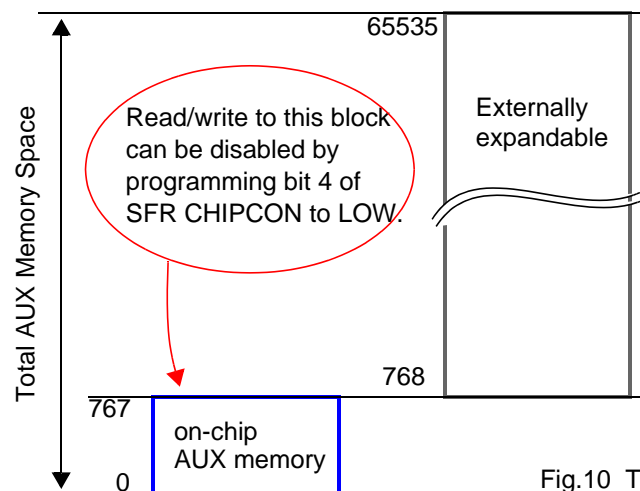 65535
Total AUX Memory Space
Read/write to this block
can be disabled by
programming bit 4 of
SFR CHIPCON to LOW.
Externally
expandable
768
767
on-chip
AUX memory
0
Fig.10 T